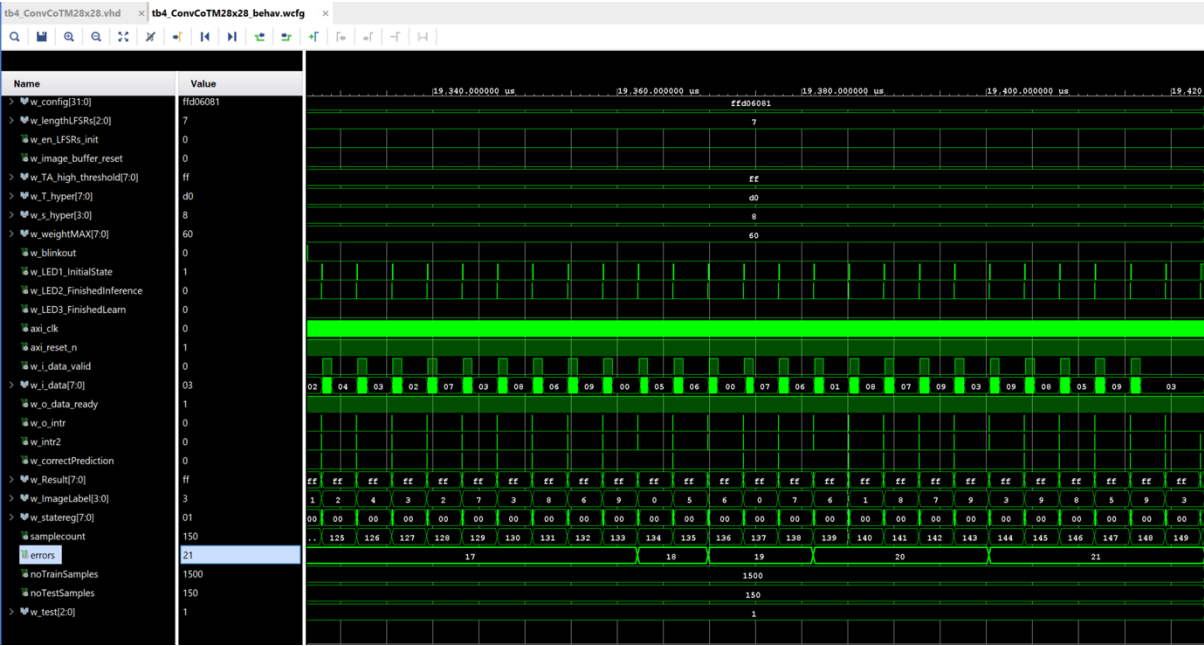 tb4_ConvCoTM28x28.vhd × tb4_ConvCoTM28x28_behav.wcfg ×
Name Value
19,340.000000 us 19,360.000000 us 19,380.000000 us 19,400.000000 us 19,420
w_config[31:0] ffd06081 ffd06081
w_lengthLFSRs[2:0] 7 7
w_en_LFSRs_init 0
w_image_buffer_reset 0
w_TA_high_threshold[7:0] ff ff
w_T_hyper[7:0] d0 d0
w_s_hyper[3:0] 8 8
w_weightMAX[7:0] 60 60
w_blinkout 0
w_LED1_InitialState 1
w_LED2_FinishedInference 0
w_LED3_FinishedLearn 0
axi_clk 0
axi_reset_n 1
w_i_data_valid 0
w_i_data[7:0] 03 02 04 03 02 07 03 08 06 09 00 05 06 00 07 06 01 08 07 09 03 09 08 05 09 03
w_o_data_ready 1
w_o_intr 0
w_intr2 0
w_correctPrediction 0
w_Result[7:0] ff ff ff ff ff ff ff ff ff ff ff ff ff ff ff ff ff ff ff ff ff ff ff ff ff ff ff
w_ImageLabel[3:0] 3 1 2 4 3 2 7 3 8 6 9 0 5 6 0 7 6 1 8 7 9 3 9 8 5 9 3
w_statereg[7:0] 01 00 00 00 00 00 00 00 00 00 00 00 00 00 00 00 00 00 00 00 00 00 00 00 00 00 00
samplecount 150 .. 125 126 127 128 129 130 131 132 133 134 135 136 137 138 139 140 141 142 143 144 145 146 147 148 149
errors 21 17 18 19 20 21
noTrainSamples 1500 1500
noTestSamples 150 150
w_test[2:0] 1 1